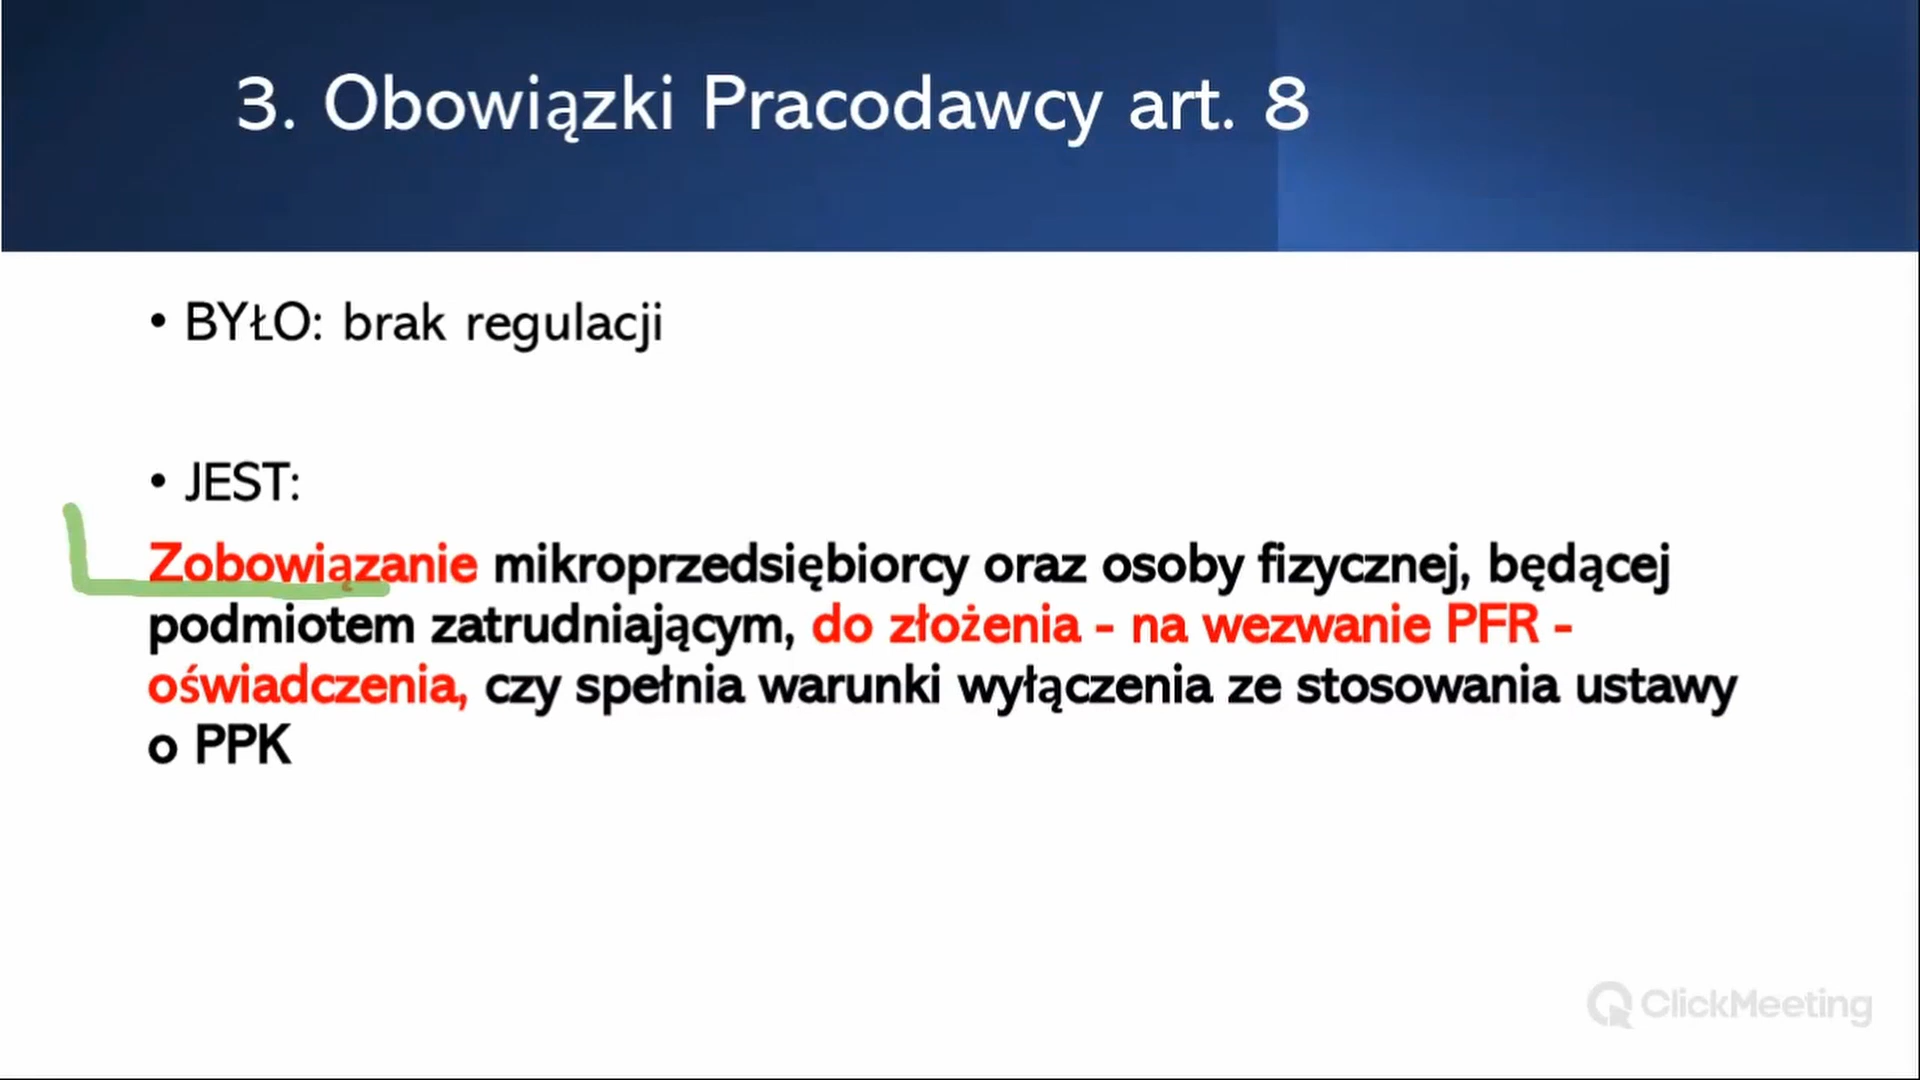 3. Obowiązki Pracodawcy art. 8
• BYŁO: brak regulacji
• JEST:
Zobowiązanie mikroprzedsiębiorcy oraz osoby fizycznej, będącej
podmiotem zatrudniającym, do złożenia - na wezwanie PFR -
oświadczenia, czy spełnia warunki wyłączenia ze stosowania ustawy
o PPK
ClickMeeting